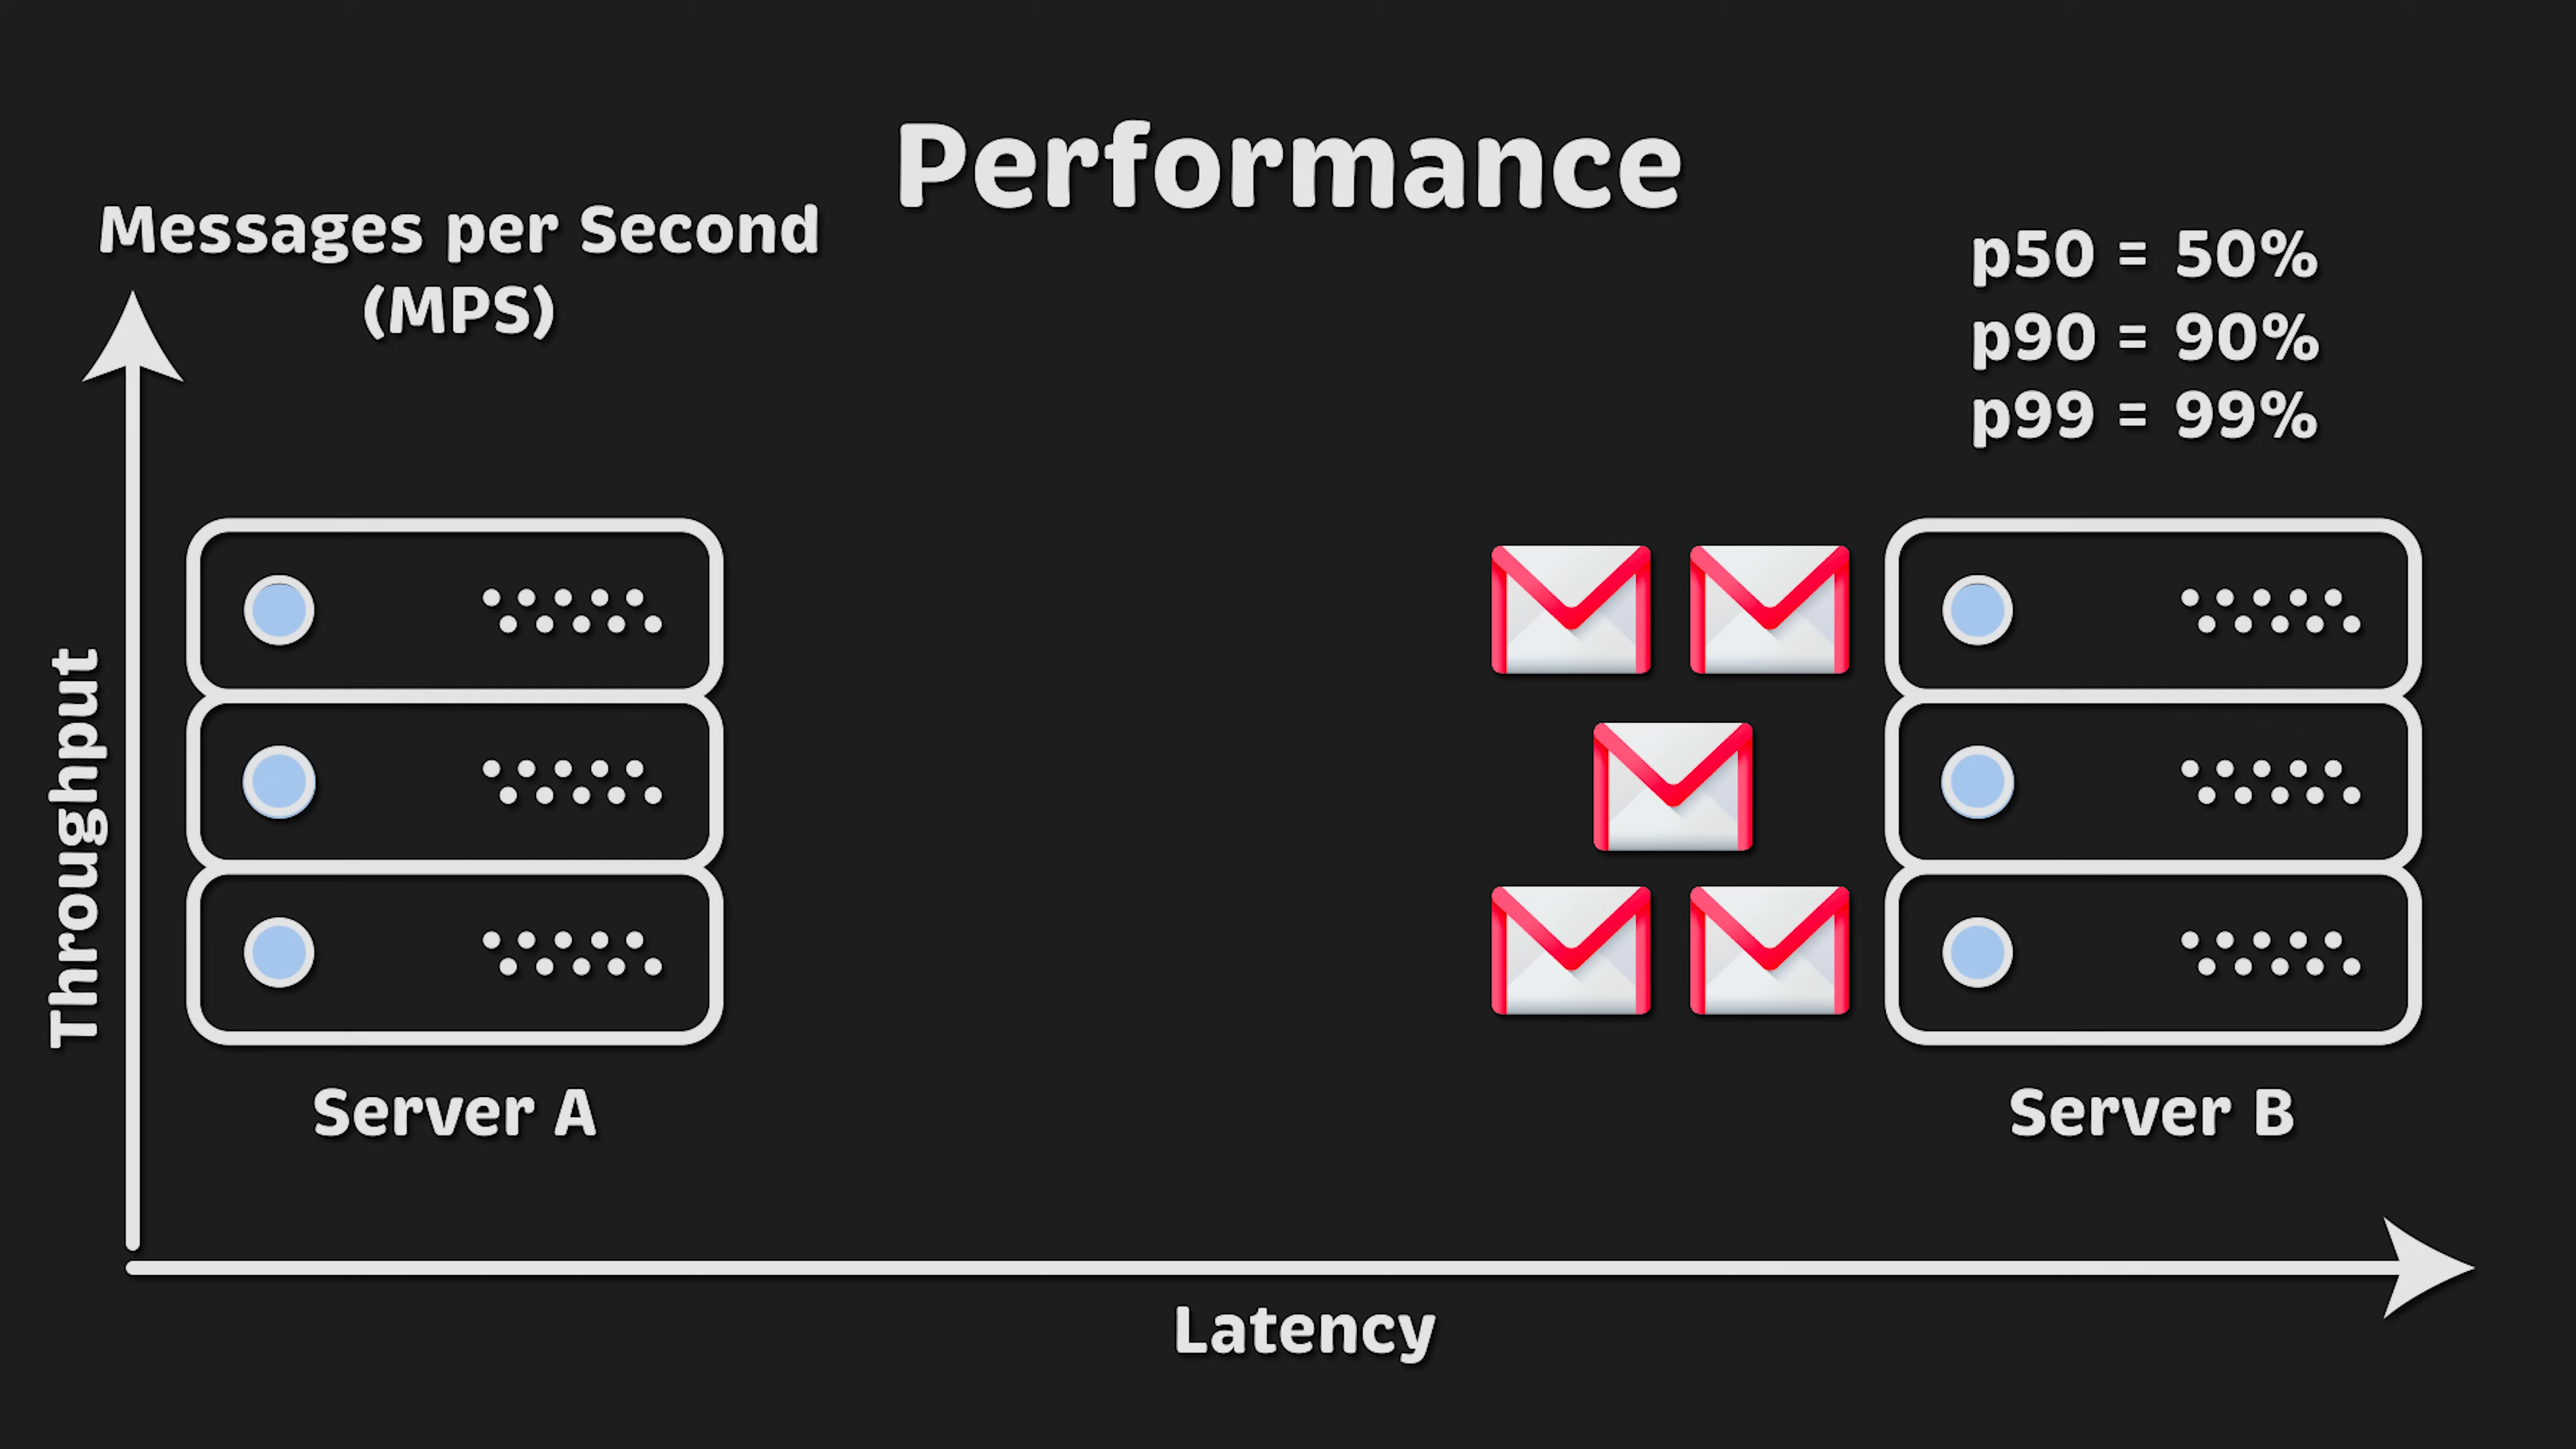 Performance
Messages per Second
(MPS)
p50 = 50%
p90 = 90%
p99 = 99%
Throughput
Server A
Server B
Latency